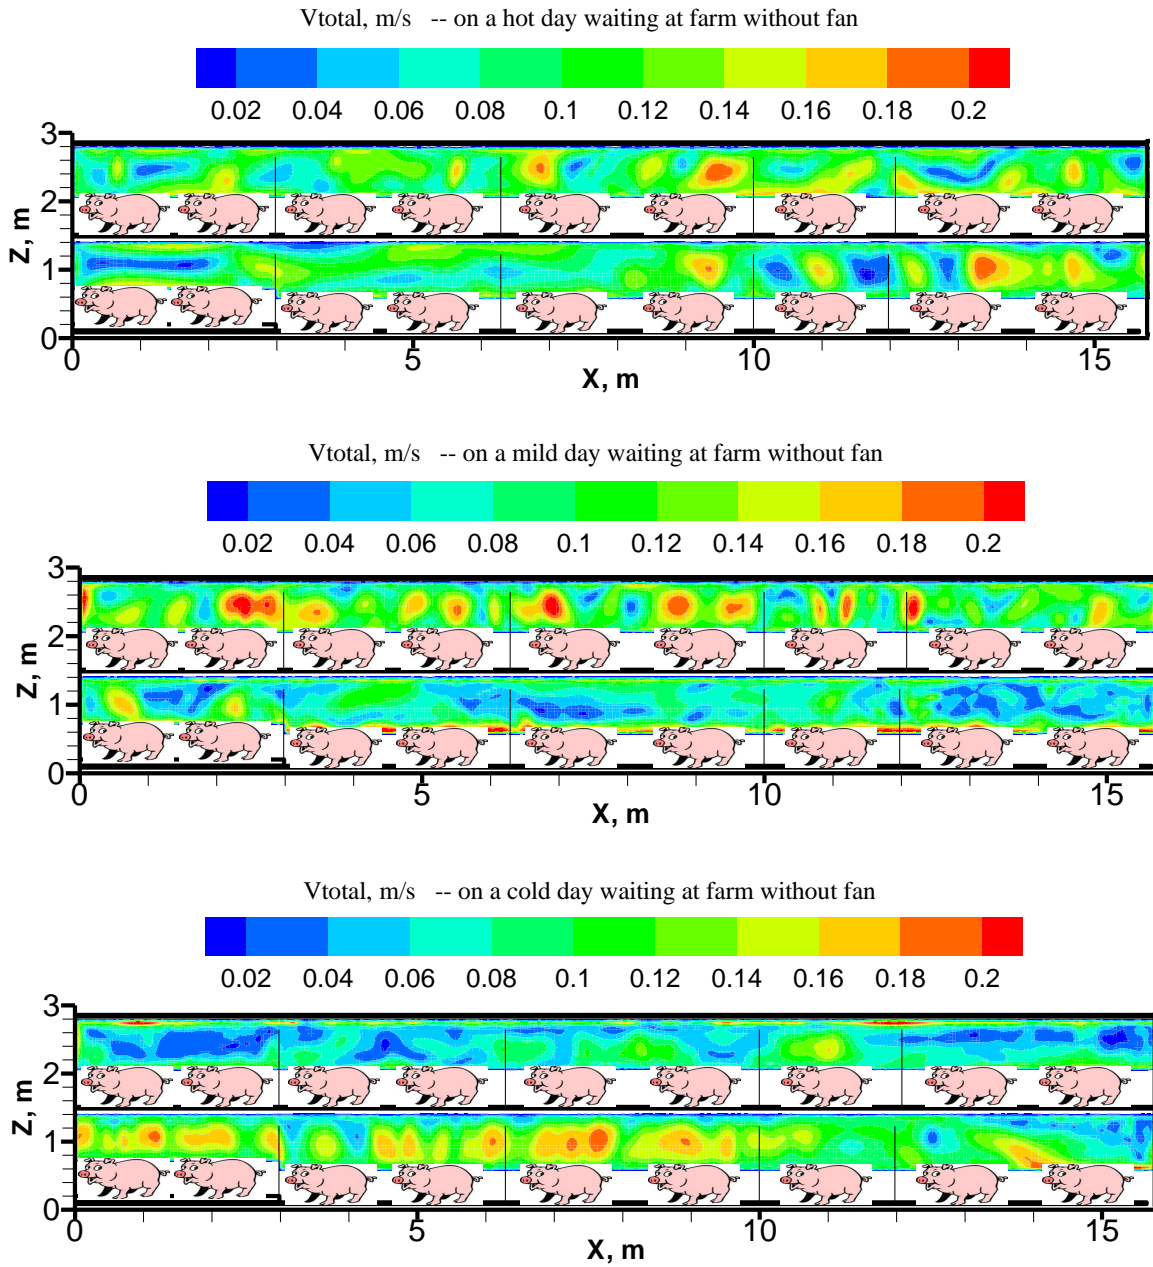 Vtotal, m/s -- on a hot day waiting at farm without fan
0.02 0.04 0.06 0.08 0.1 0.12 0.14 0.16 0.18 0.2
3
2
1
0
Z, m
0 5 10 15
X, m
Vtotal, m/s -- on a mild day waiting at farm without fan
0.02 0.04 0.06 0.08 0.1 0.12 0.14 0.16 0.18 0.2
3
2
1
0
Z, m
0 5 10 15
X, m
Vtotal, m/s -- on a cold day waiting at farm without fan
0.02 0.04 0.06 0.08 0.1 0.12 0.14 0.16 0.18 0.2
3
2
1
0
Z, m
0 5 10 15
X, m